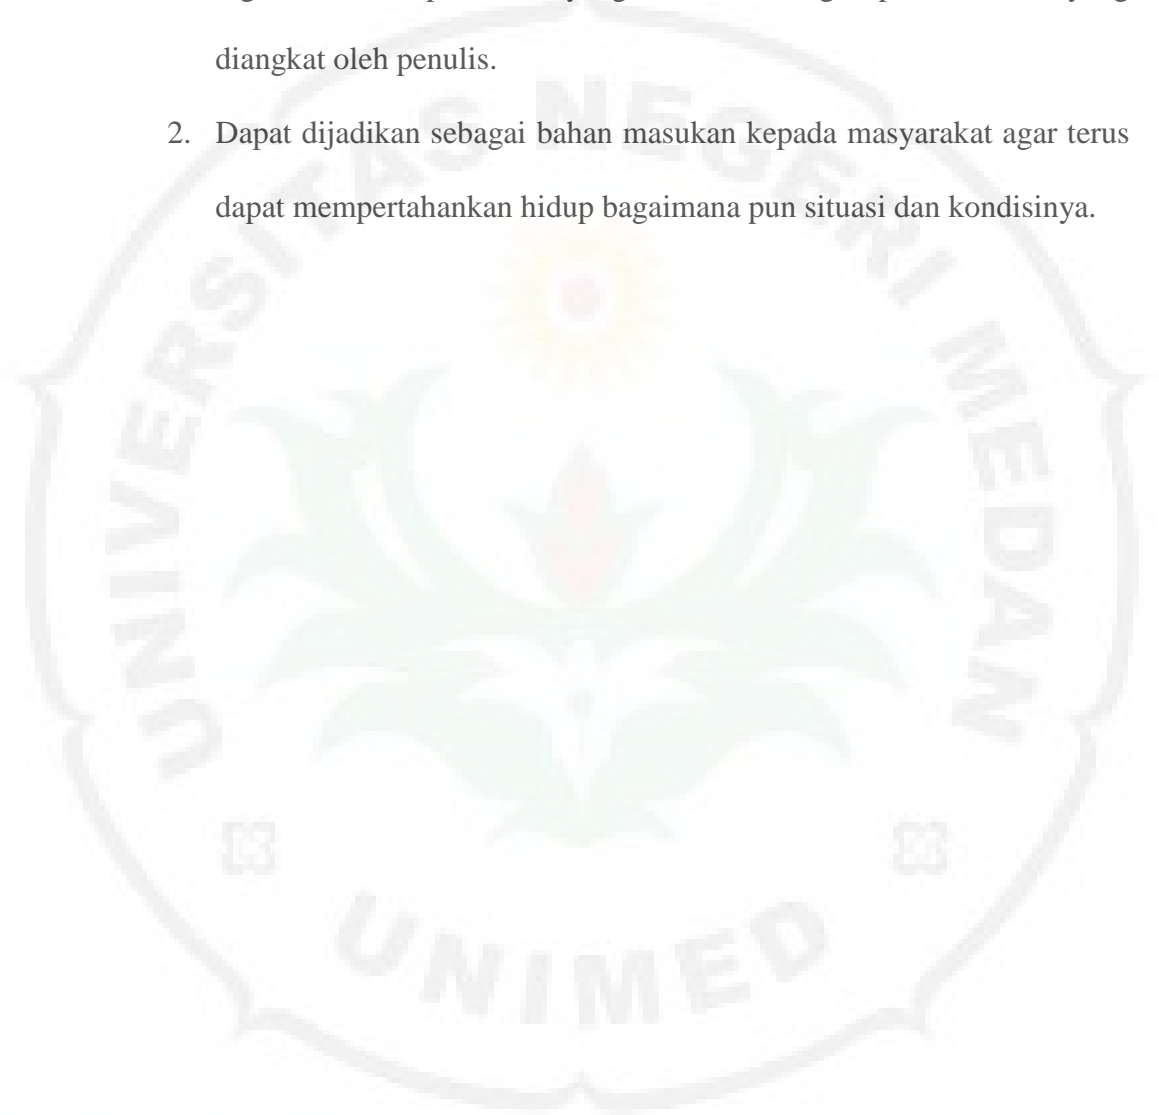 diangkat oleh penulis.
2. Dapat dijadikan sebagai bahan masukan kepada masyarakat agar terus
dapat mempertahankan hidup bagaimana pun situasi dan kondisinya.
UNIVERSITAS NEGERI MEDAN
UNIMED